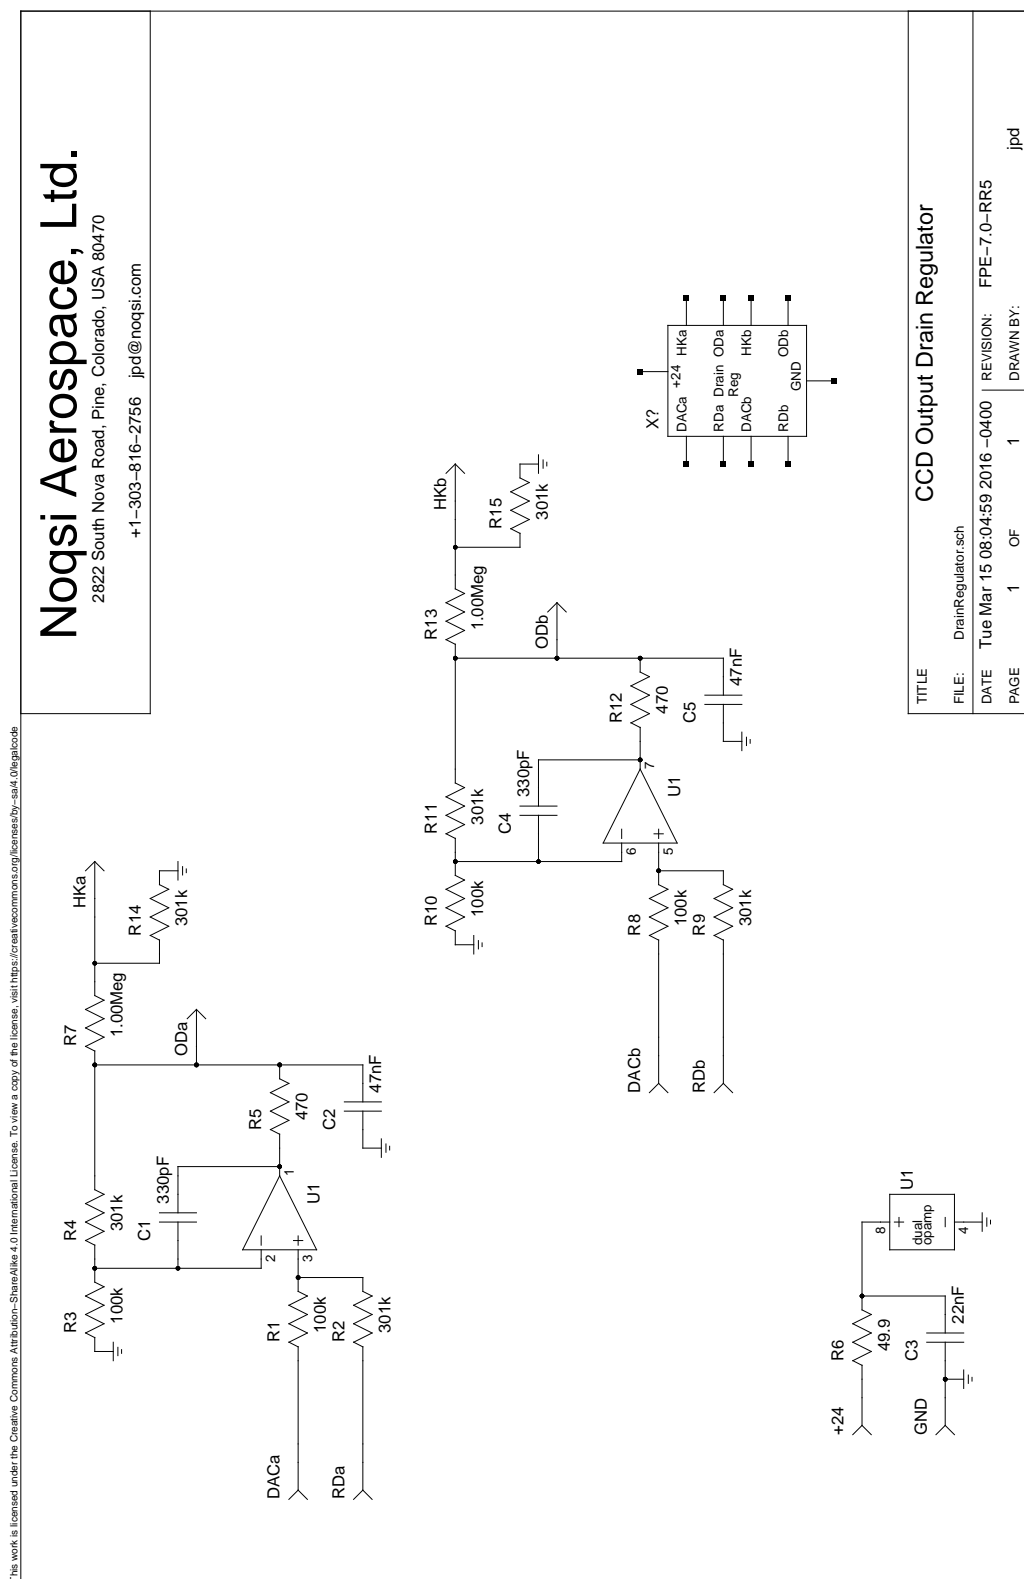 This work is licensed under the Creative Commons Attribution−ShareAlike 4.0 International License. To view a copy of the license, visit https://creativecommons.org/licenses/by−sa/4.0/legalcode
Noqsi Aerospace, Ltd.
2822 South Nova Road, Pine, Colorado, USA 80470
+1−303−816−2756 jpd@noqsi.com
R3
100k
R4
301k
R7
1.00Meg
HKa
R14
301k
C1
330pF
ODa
R5
470
C2
47nF
U1
2
3
1
DACa
R1
100k
RDa
R2
301k
R10
100k
R11
301k
R13
1.00Meg
HKb
R15
301k
C4
330pF
ODb
R12
470
C5
47nF
U1
6
5
7
DACb
R8
100k
RDb
R9
301k
X?
+24
DACa HKa
RDa Drain ODa
Reg
DACb HKb
RDb ODb
GND
+24
R6
49.9
GND
C3
22nF
U1
8
dual
opamp
4
TITLE
CCD Output Drain Regulator
FILE: DrainRegulator.sch
DATE Tue Mar 15 08:04:59 2016 −0400
REVISION: FPE−7.0−RR5
PAGE 1 OF 1
DRAWN BY: jpd